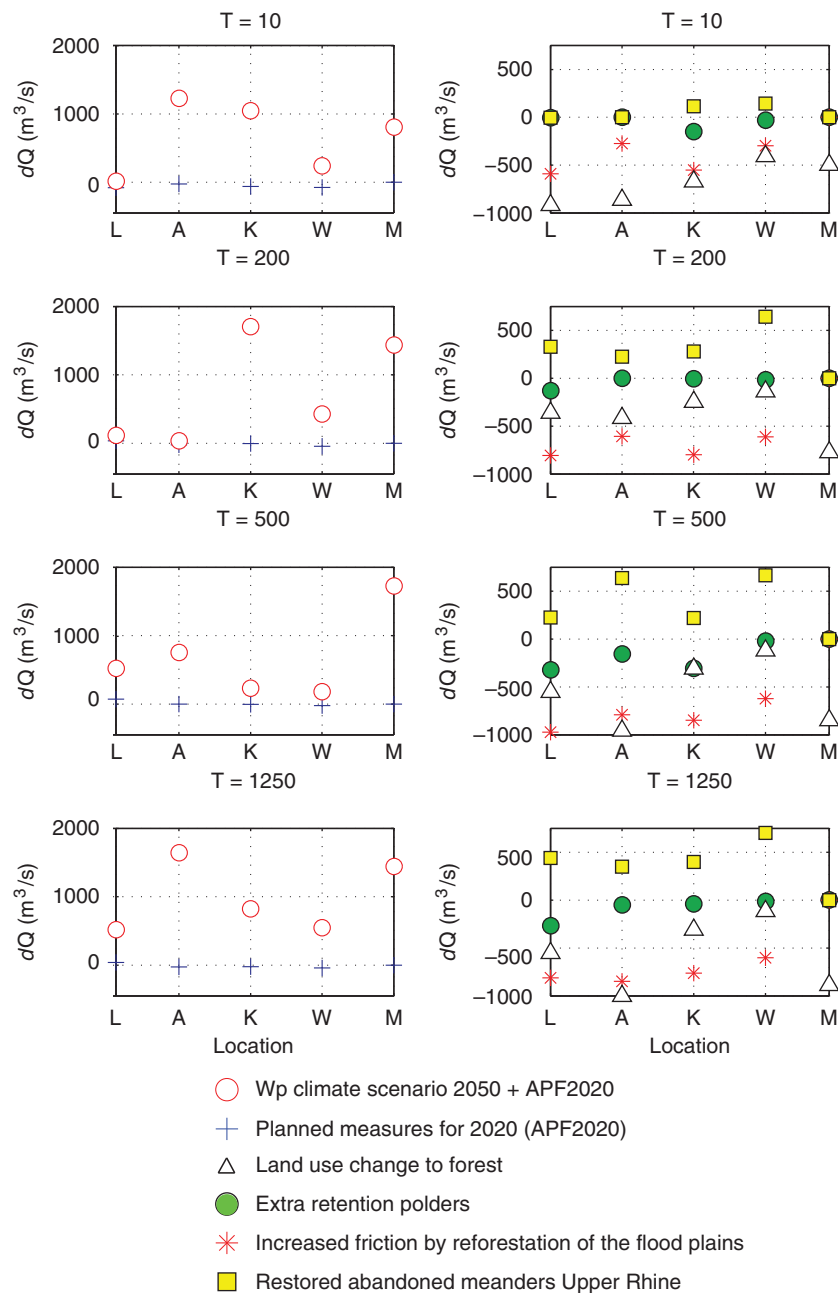 T = 10
T = 10
2000
1000
0
dQ (m³/s)
L A K W M
500
0
−500
−1000
dQ (m³/s)
L A K W M
T = 200
T = 200
2000
1000
0
dQ (m³/s)
L A K W M
500
0
−500
−1000
dQ (m³/s)
L A K W M
T = 500
T = 500
2000
1000
0
dQ (m³/s)
L A K W M
500
0
−500
−1000
dQ (m³/s)
L A K W M
T = 1250
T = 1250
2000
1000
0
dQ (m³/s)
L A K W M
Location
500
0
−500
−1000
dQ (m³/s)
L A K W M
Location
Wp climate scenario 2050 + APF2020
Planned measures for 2020 (APF2020)
Land use change to forest
Extra retention polders
Increased friction by reforestation of the flood plains
Restored abandoned meanders Upper Rhine